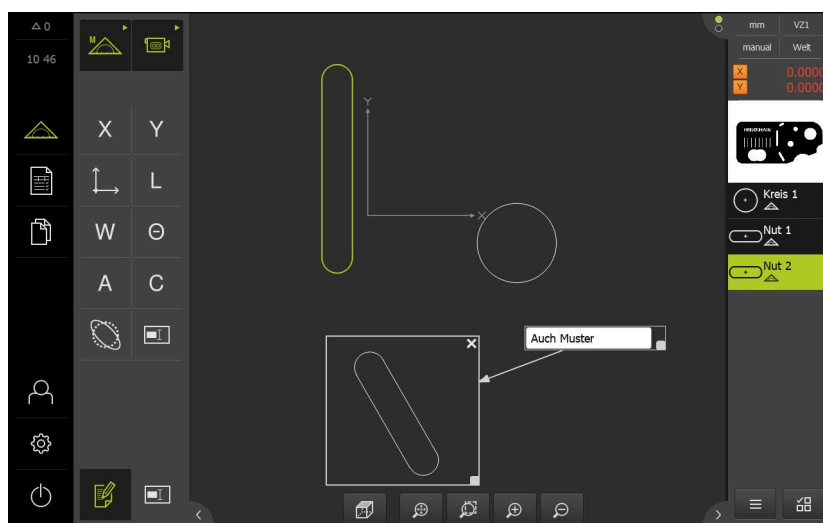 0
10 46
M
X
Y
L
W
Θ
A
C
Y
X
Auch Muster
mm
VZ1
manual
Welt
X 0.0000
Y 0.0000
HEIDENHAIN
Kreis 1
Nut 1
Nut 2